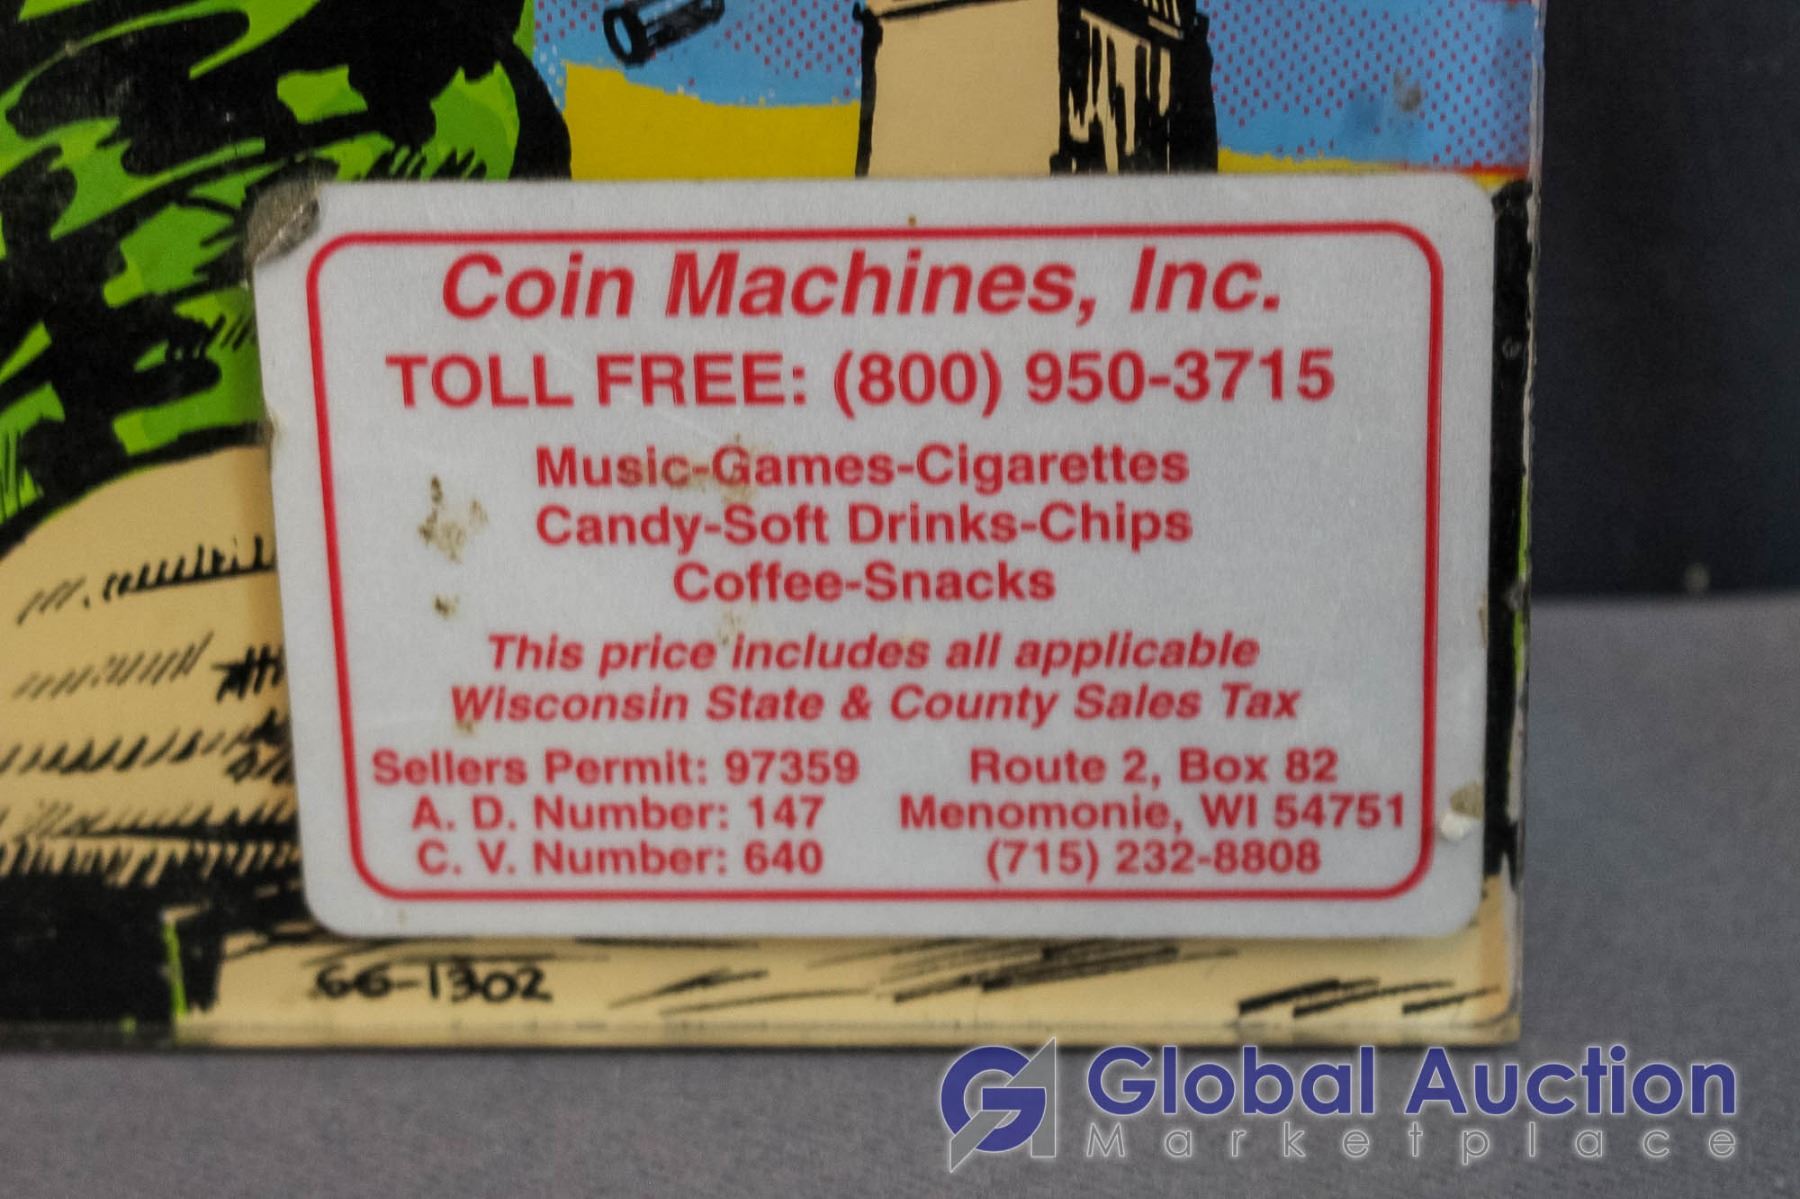 Coin Machines, Inc.
TOLL FREE: (800) 950-3715
Music-Games-Cigarettes
Candy-Soft Drinks-Chips
Coffee-Snacks
This price includes all applicable
Wisconsin State & County Sales Tax
Sellers Permit: 97359
A. D. Number: 147
C. V. Number: 640
Route 2, Box 82
Menomonie, WI 54751
(715) 232-8808
GG-1302
Global Auction
Marketplace